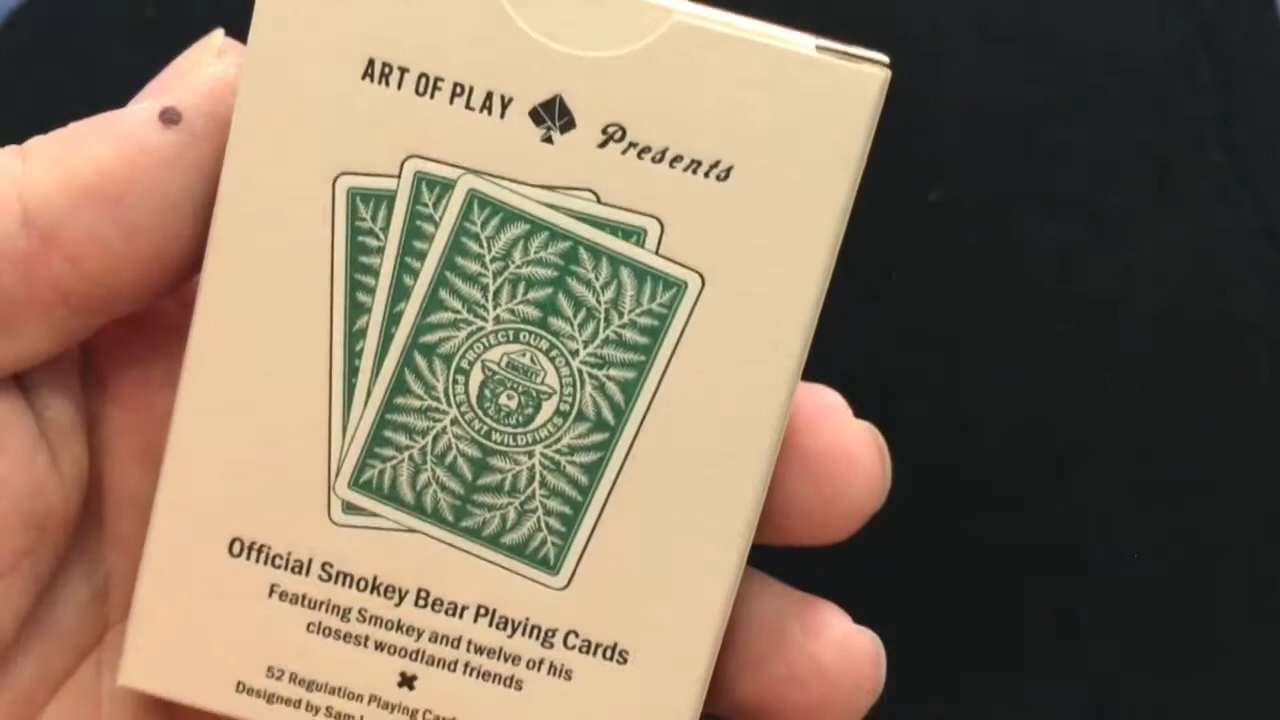 ART OF PLAY Presents
PROTECT OUR FORESTS
SMOKEY
PREVENT WILDFIRES
Official Smokey Bear Playing Cards
Featuring Smokey and twelve of his
closest woodland friends
52 Regulation Playing
Designed by Sam